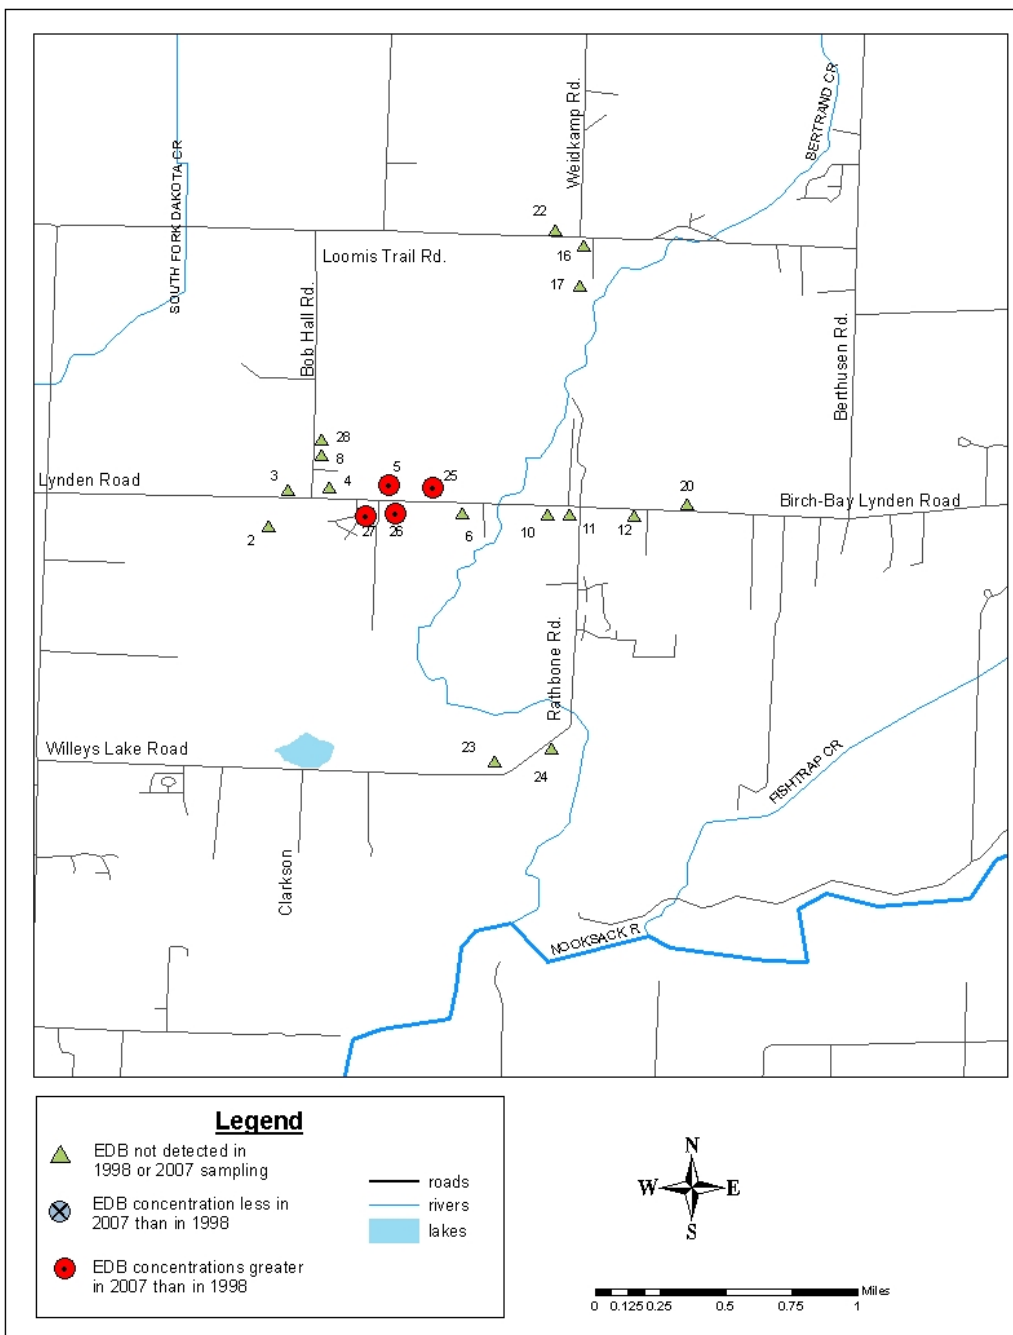 Weidkamp Rd.
BERTRAND CR
SOUTH FORK DAKOTA CR
22
16
Loomis Trail Rd.
17
Bob Hall Rd.
Berthusen Rd.
28
8
5
25
3
4
Lynden Road
20
Birch-Bay Lynden Road
2
27
26
6
10
11
12
Rathbone Rd.
Willeys Lake Road
23
24
FISHTRAP CR
Clarkson
NOOKSACK R
Legend
EDB not detected in
1998 or 2007 sampling
EDB concentration less in
2007 than in 1998
EDB concentrations greater
in 2007 than in 1998
roads
rivers
lakes
N
W E
S
Miles
0 0.125 0.25 0.5 0.75 1